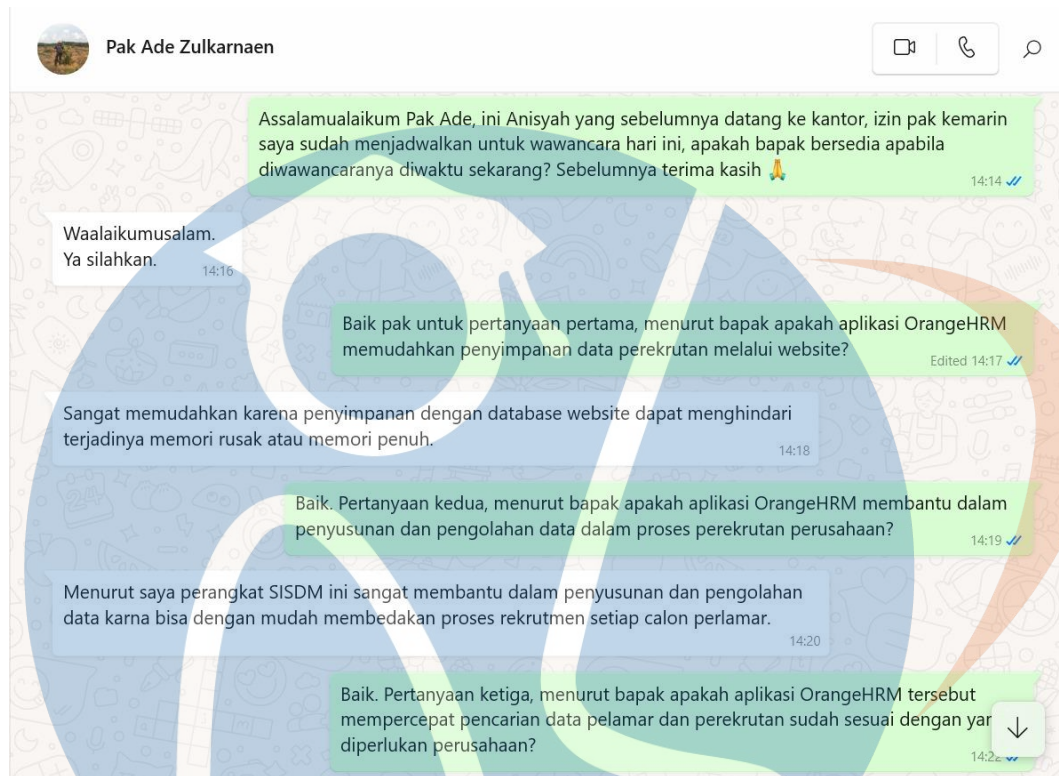 Pak Ade Zulkarnaen
Assalamualaikum Pak Ade, ini Anisyah yang sebelumnya datang ke kantor, izin pak kemarin
saya sudah menjadwalkan untuk wawancara hari ini, apakah bapak bersedia apabila
diwawancaranya diwaktu sekarang? Sebelumnya terima kasih 🙏
14:14
Waalaikumusalam.
Ya silahkan.
14:16
Baik pak untuk pertanyaan pertama, menurut bapak apakah aplikasi OrangeHRM
memudahkan penyimpanan data perekrutan melalui website?
Edited 14:17
Sangat memudahkan karena penyimpanan dengan database website dapat menghindari
terjadinya memori rusak atau memori penuh.
14:18
Baik. Pertanyaan kedua, menurut bapak apakah aplikasi OrangeHRM membantu dalam
penyusunan dan pengolahan data dalam proses perekrutan perusahaan?
14:19
Menurut saya perangkat SISDM ini sangat membantu dalam penyusunan dan pengolahan
data karna bisa dengan mudah membedakan proses rekrutmen setiap calon perlamar.
14:20
Baik. Pertanyaan ketiga, menurut bapak apakah aplikasi OrangeHRM tersebut
mempercepat pencarian data pelamar dan perekrutan sudah sesuai dengan
diperlukan perusahaan?
14:22